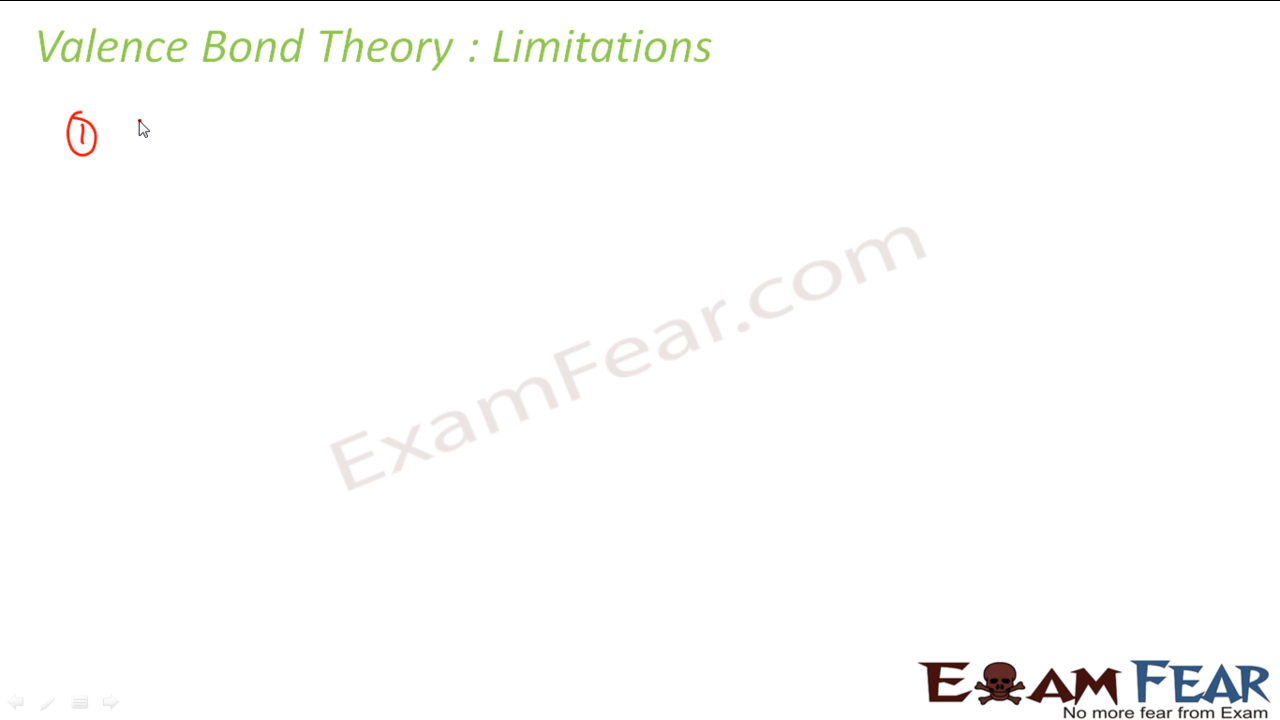 Valence Bond Theory : Limitations
1
ExamFear.com
EXAM FEAR
No more fear from Exam